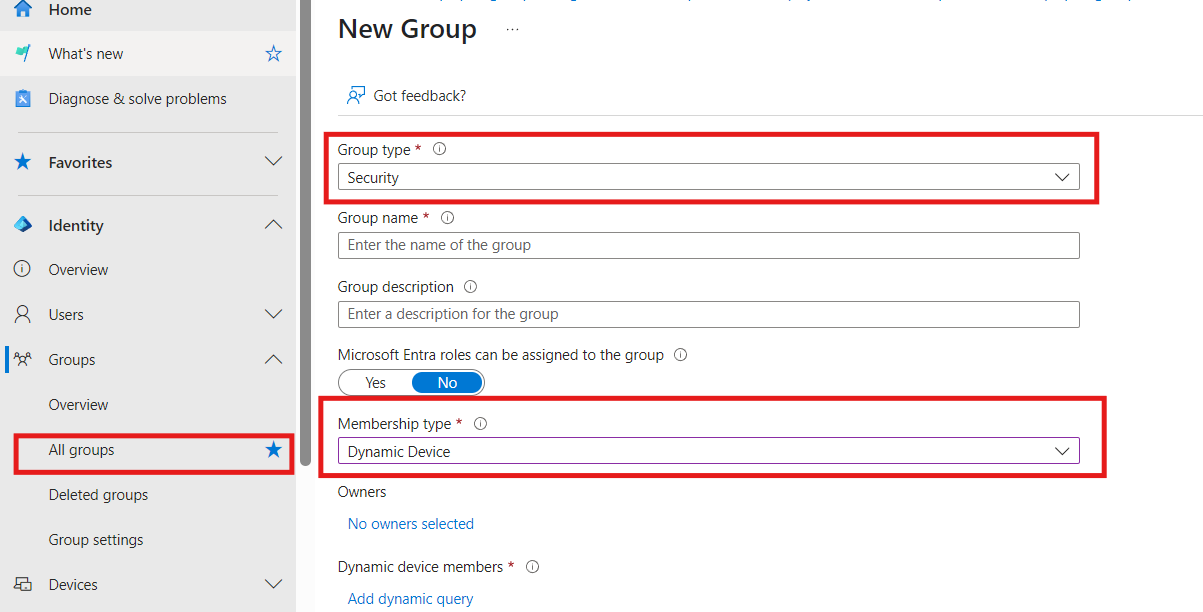 Home
What's new
Diagnose & solve problems
Favorites
Identity
Overview
Users
Groups
Overview
All groups
Deleted groups
Group settings
Devices
New Group ...
Got feedback?
Group type *
Security
Group name *
Enter the name of the group
Group description
Enter a description for the group
Microsoft Entra roles can be assigned to the group
Yes No
Membership type *
Dynamic Device
Owners
No owners selected
Dynamic device members *
Add dynamic query